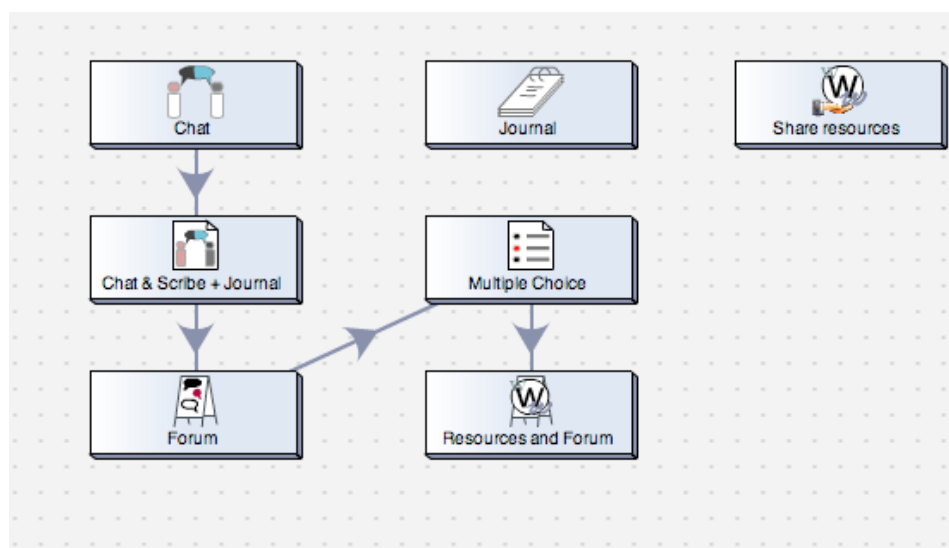 Chat
Journal
Share resources
Chat & Scribe + Journal
Multiple Choice
Forum
Resources and Forum